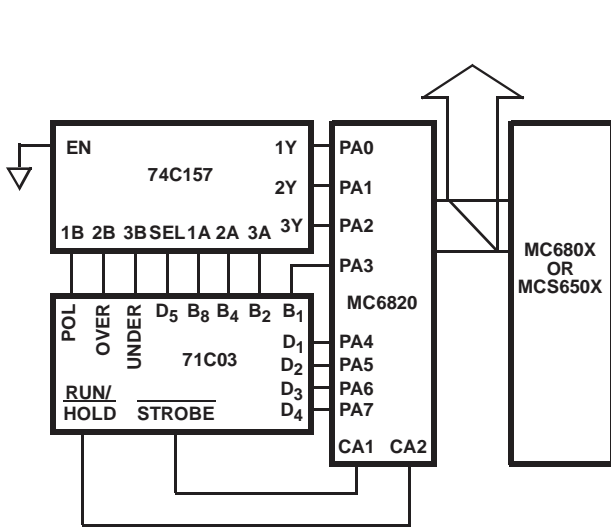 EN
74C157
1Y
2Y
3Y
1B 2B 3B SEL 1A 2A 3A
POL
OVER
UNDER
D5 B8 B4 B2 B1
71C03
D1
D2
D3
D4
RUN/
HOLD
STROBE
PA0
PA1
PA2
PA3
MC6820
PA4
PA5
PA6
PA7
CA1 CA2
MC680X
OR
MCS650X